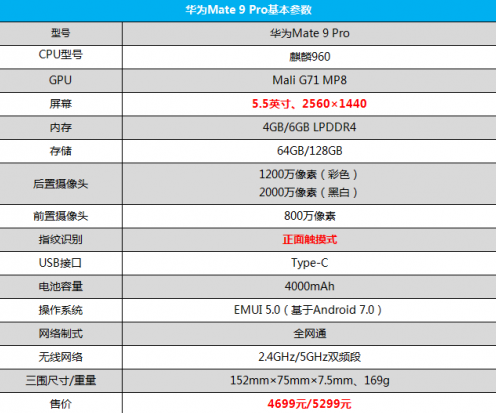 华为Mate 9 Pro基本参数
型号 华为Mate 9 Pro
CPU型号 麒麟960
GPU Mali G71 MP8
屏幕 5.5英寸、2560×1440
内存 4GB/6GB LPDDR4
存储 64GB/128GB
后置摄像头 1200万像素（彩色）
2000万像素（黑白）
前置摄像头 800万像素
指纹识别 正面触摸式
USB接口 Type-C
电池容量 4000mAh
操作系统 EMUI 5.0（基于Android 7.0）
网络制式 全网通
无线网络 2.4GHz/5GHz双频段
三围尺寸/重量 152mm×75mm×7.5mm、169g
售价 4699元/5299元